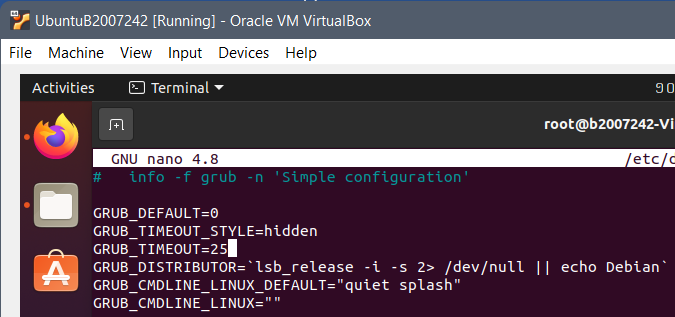 UbuntuB2007242 [Running] - Oracle VM VirtualBox
File Machine View Input Devices Help
Activities Terminal
root@b2007242-Vi
GNU nano 4.8 /etc/d
# info -f grub -n 'Simple configuration'
GRUB_DEFAULT=0
GRUB_TIMEOUT_STYLE=hidden
GRUB_TIMEOUT=25
GRUB_DISTRIBUTOR=`lsb_release -i -s 2> /dev/null || echo Debian`
GRUB_CMDLINE_LINUX_DEFAULT="quiet splash"
GRUB_CMDLINE_LINUX=""